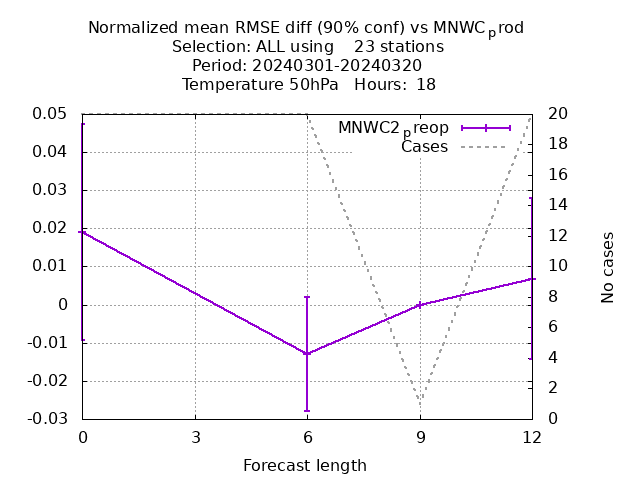 Normalized mean RMSE diff (90% conf) vs MNWCprod
Selection: ALL using    23 stations
Period: 20240301-20240320
Temperature 50hPa   Hours:  18
MNWC2preop
Cases
0.05
0.04
0.03
0.02
0.01
0
-0.01
-0.02
-0.03
20
18
16
14
12
10
8
6
4
2
0
No cases
0 3 6 9 12
Forecast length